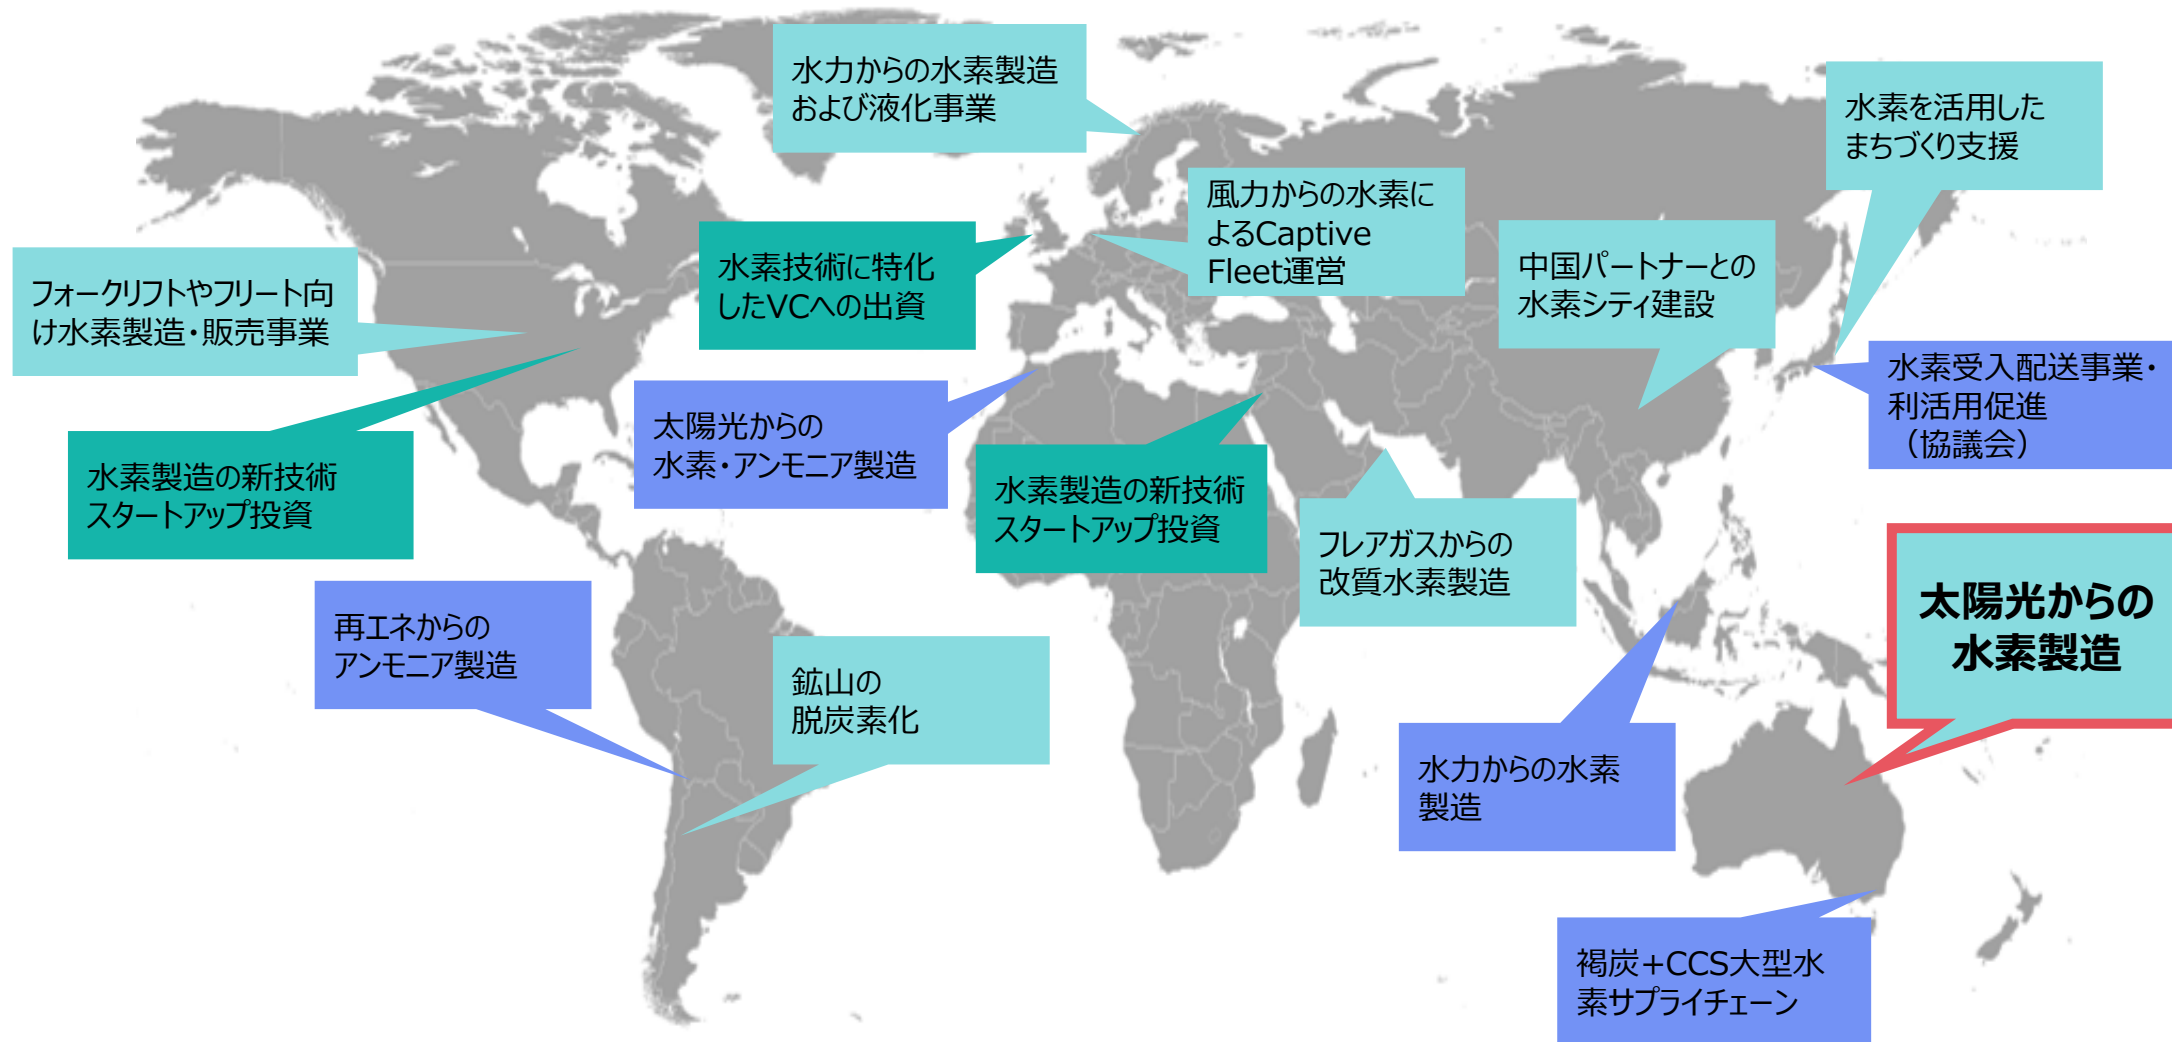 水力からの水素製造
および液化事業
水素を活用した
まちづくり支援
風力からの水素に
よるCaptive
Fleet運営
水素技術に特化
したVCへの出資
中国パートナーとの
水素シティ建設
フォークリフトやフリート向
け水素製造・販売事業
水素受入配送事業・
利活用促進
（協議会）
太陽光からの
水素・アンモニア製造
水素製造の新技術
スタートアップ投資
水素製造の新技術
スタートアップ投資
フレアガスからの
改質水素製造
太陽光からの
水素製造
再エネからの
アンモニア製造
鉱山の
脱炭素化
水力からの水素
製造
褐炭+CCS大型水
素サプライチェーン